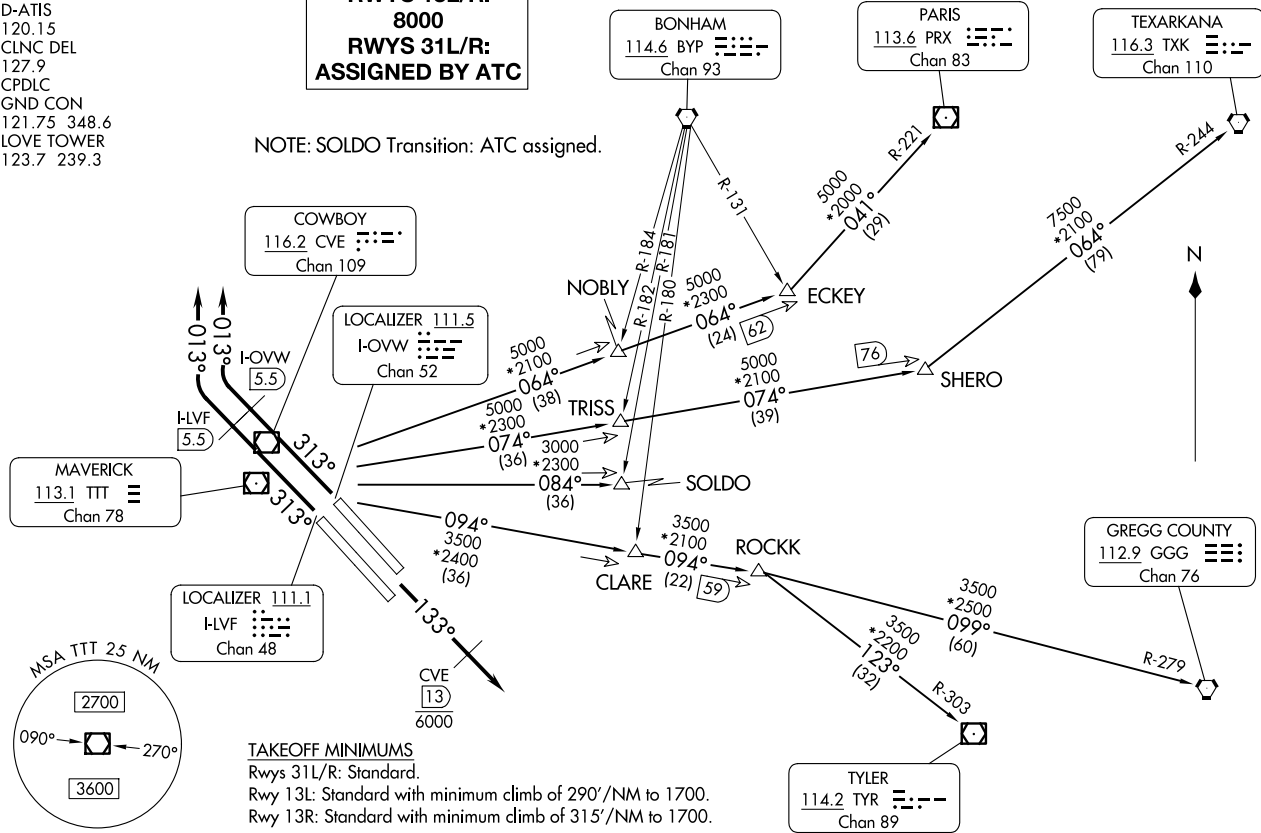 D-ATIS
120.15
CLNC DEL
127.9
CPDLC
GND CON
121.75 348.6
LOVE TOWER
123.7 239.3
8000
RWYS 31L/R:
ASSIGNED BY ATC
NOTE: SOLDO Transition: ATC assigned.
BONHAM
114.6 BYP
Chan 93
PARIS
113.6 PRX
Chan 83
TEXARKANA
116.3 TXK
Chan 110
COWBOY
116.2 CVE
Chan 109
LOCALIZER 111.5
I-OVW
Chan 52
MAVERICK
113.1 TTT
Chan 78
LOCALIZER 111.1
I-LVF
Chan 48
GREGG COUNTY
112.9 GGG
Chan 76
TYLER
114.2 TYR
Chan 89
013°
013°
I-OVW
5.5
I-LVF
5.5
313°
313°
133°
CVE
13
6000
R-184
R-182
R-181
R-180
R-131
R-221
R-244
R-279
R-303
NOBLY
ECKEY
TRISS
SHERO
SOLDO
CLARE
ROCKK
5000
*2100
064°
(38)
5000
*2300
064°
(24)
62
5000
*2000
041°
(29)
7500
*2100
064°
(79)
5000
*2300
074°
(36)
5000
*2100
074°
(39)
76
3000
*2300
084°
(36)
094°
3500
*2400
(36)
3500
*2100
094°
(22)
59
3500
*2500
099°
(60)
3500
*2200
123°
(32)
N
MSA TTT 25 NM
2700
090°
270°
3600
TAKEOFF MINIMUMS
Rwys 31L/R: Standard.
Rwy 13L: Standard with minimum climb of 290'/NM to 1700.
Rwy 13R: Standard with minimum climb of 315'/NM to 1700.